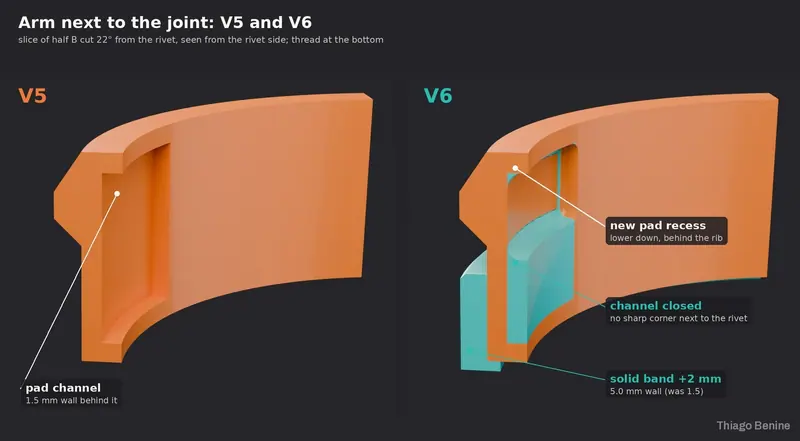 Arm next to the joint: V5 and V6
slice of half B cut 22° from the rivet, seen from the rivet side; thread at the bottom
V5
V6
new pad recess
lower down, behind the rib
channel closed
no sharp corner next to the rivet
pad channel
1.5 mm wall behind it
solid band +2 mm
5.0 mm wall (was 1.5)
Thiago Benine